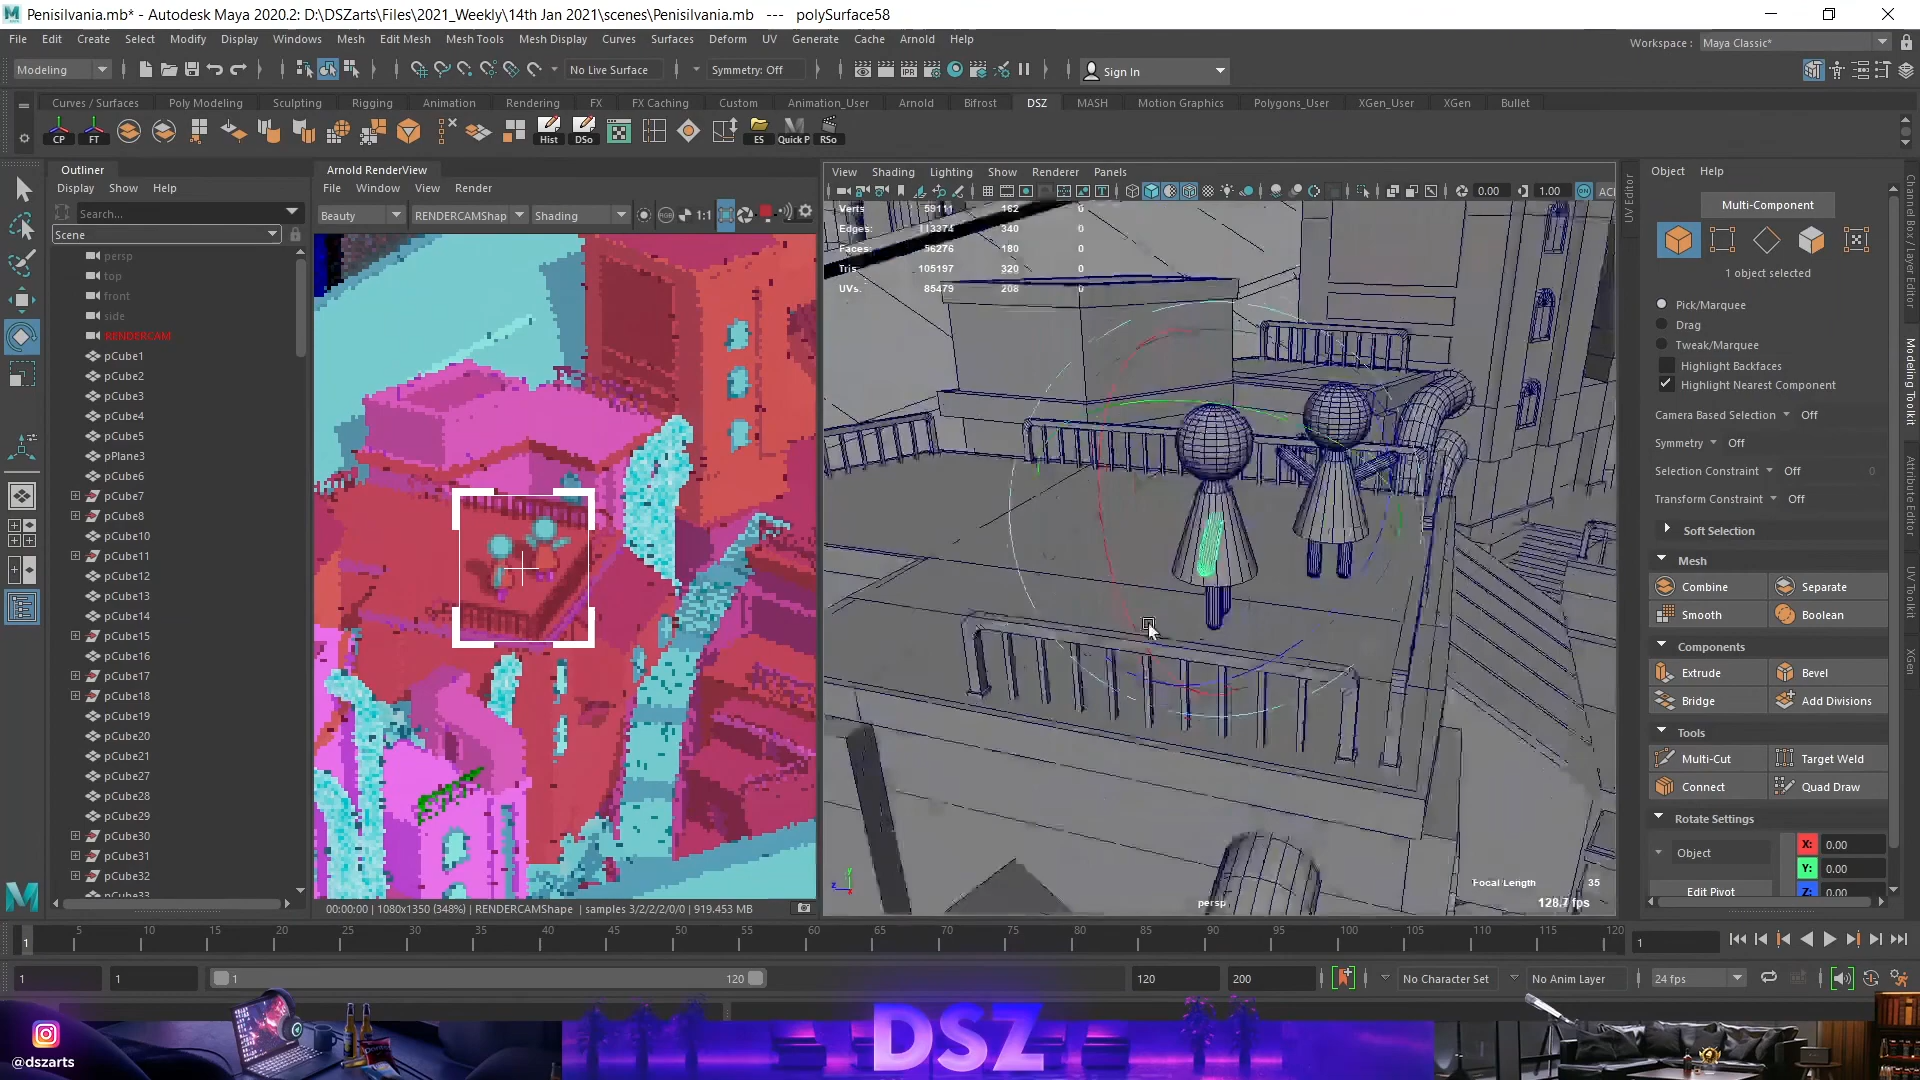 Penisilvania.mb* - Autodesk Maya 2020.2: D:\DSZarts\Files\2021_Weekly\14th Jan 2021\scenes\Penisilvania.mb --- polySurface58
File Edit Create Select Modify Display Windows Mesh Edit Mesh Mesh Tools Mesh Display Curves Surfaces Deform UV Generate Cache Arnold Help
Workspace : Maya Classic*
Modeling No Live Surface Symmetry: Off Sign In
Curves / Surfaces Poly Modeling Sculpting Rigging Animation Rendering FX FX Caching Custom Animation_User Arnold Bifrost DSZ MASH Motion Graphics Polygons_User XGen_User XGen Bullet
CP FT Hist DSo ES Quick P RSo
Outliner
Display Show Help
Search...
Scene
persp
top
front
side
RENDERCAM
pCube1
pCube2
pCube3
pCube4
pCube5
pPlane3
pCube6
pCube7
pCube8
pCube10
pCube11
pCube12
pCube13
pCube14
pCube15
pCube16
pCube17
pCube18
pCube19
pCube20
pCube21
pCube27
pCube28
pCube29
pCube30
pCube31
pCube32
pCube33
Arnold RenderView
File Window View Render
Beauty RENDERCAMShap Shading 1:1
00:00:00 | 1080x1350 (348%) | RENDERCAMShape | samples 3/2/2/2/0/0 | 919.453 MB
View Shading Lighting Show Renderer Panels
0.00 1.00 ACI
Verts 59111 162 0
Edges: 113374 340 0
Faces: 56276 180 0
Tris: 105197 320 0
UVs: 85479 208 0
Focal Length 35
persp 128.7 fps
UV Editor
Object Help
Multi-Component
1 object selected
Pick/Marquee
Drag
Tweak/Marquee
Highlight Backfaces
Highlight Nearest Component
Camera Based Selection Off
Symmetry Off
Selection Constraint Off 0
Transform Constraint Off
Soft Selection
Mesh
Combine Separate
Smooth Boolean
Components
Extrude Bevel
Bridge Add Divisions
Tools
Multi-Cut Target Weld
Connect Quad Draw
Rotate Settings
Object X: 0.00
Y: 0.00
Edit Pivot Z: 0.00
Channel Box / Layer Editor
Modeling Toolkit
Attribute Editor
UV Toolkit
XGen
1 5 10 15 20 25 30 35 40 45 50 55 60 65 70 75 80 85 90 95 100 105 110 115 120 1
1 1 1 120 120 200 No Character Set No Anim Layer 24 fps
DSZ
@dszarts